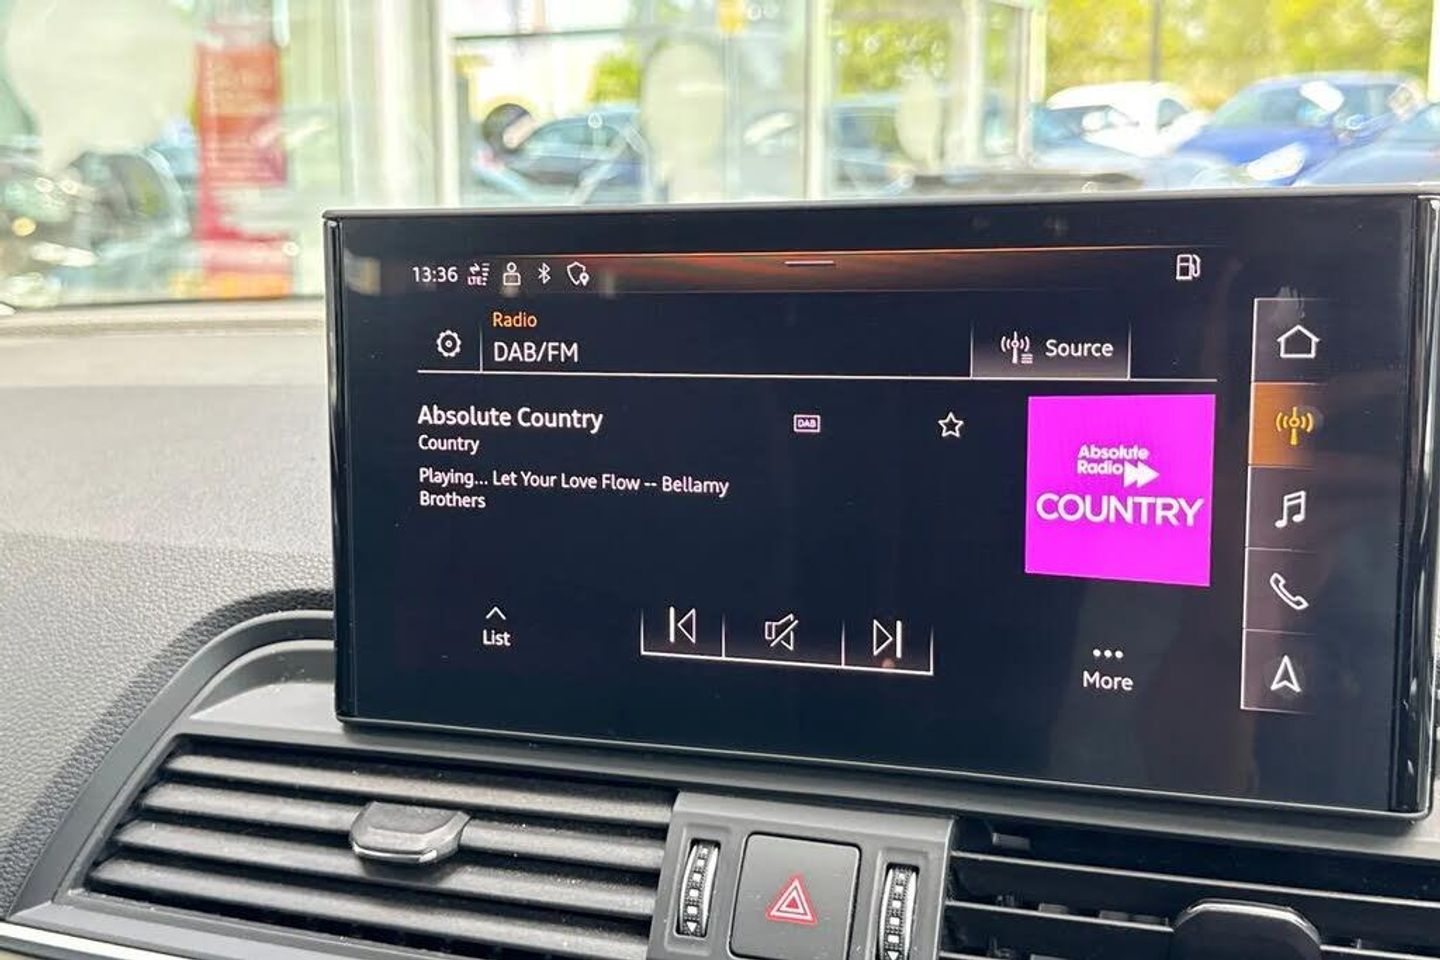 13:36
LTE
Radio
DAB/FM
Source
Absolute Country
DAB
Country
Playing... Let Your Love Flow -- Bellamy
Brothers
Absolute
Radio
COUNTRY
List
More